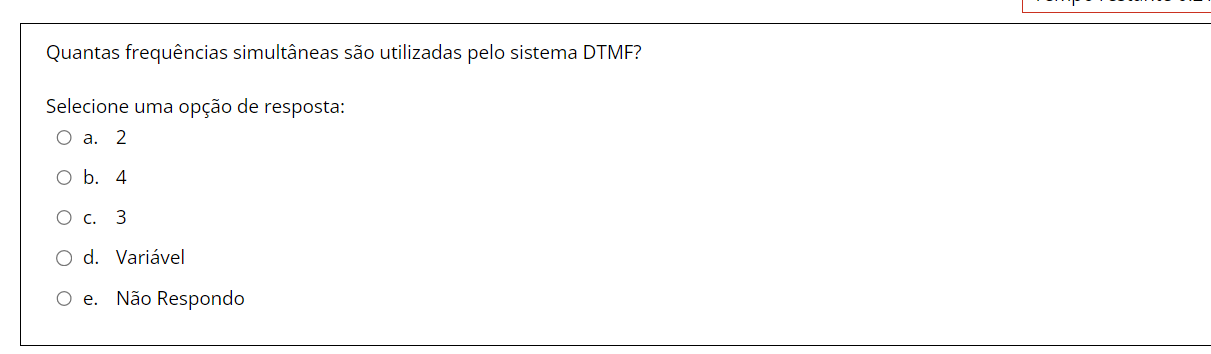 Quantas frequências simultâneas são utilizadas pelo sistema DTMF?
Selecione uma opção de resposta:
a. 2
b. 4
c. 3
d. Variável
e. Não Respondo